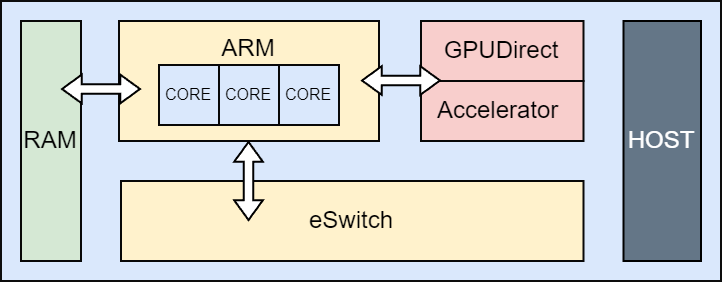 RAM
ARM
CORE CORE CORE
GPUDirect
Accelerator
HOST
eSwitch